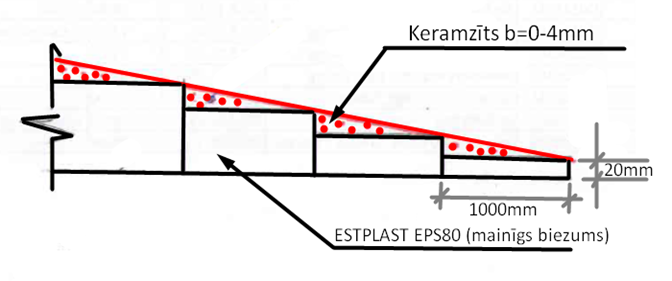 Keramzīts b=0-4mm
20mm
1000mm
ESTPLAST EPS80 (mainīgs biezums)